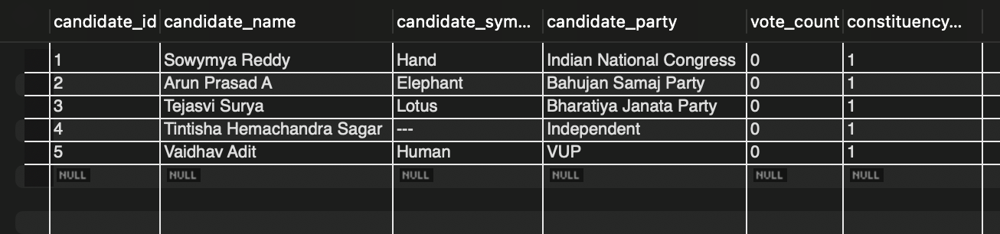 candidate_id candidate_name candidate_sym... candidate_party vote_count constituency...
1 Sowymya Reddy Hand Indian National Congress 0 1
2 Arun Prasad A Elephant Bahujan Samaj Party 0 1
3 Tejasvi Surya Lotus Bharatiya Janata Party 0 1
4 Tintisha Hemachandra Sagar --- Independent 0 1
5 Vaidhav Adit Human VUP 0 1
NULL NULL NULL NULL NULL NULL